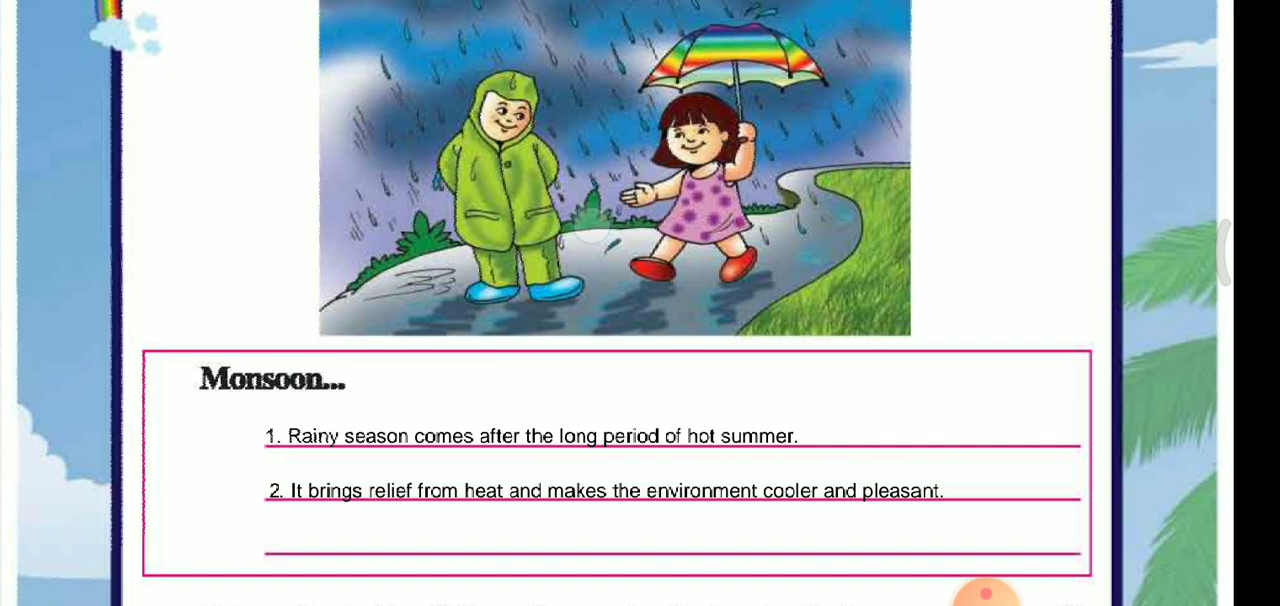 Monsoon...
1. Rainy season comes after the long period of hot summer.
2. It brings relief from heat and makes the environment cooler and pleasant.